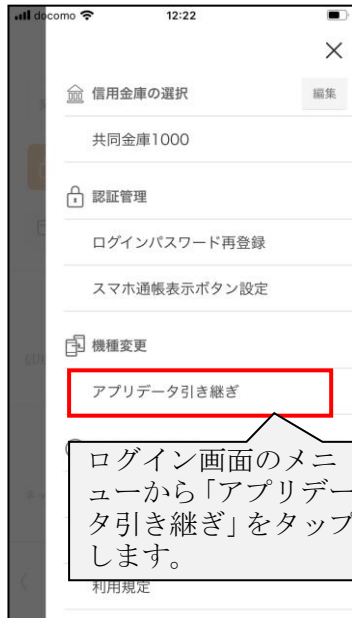 docomo 12:22
信用金庫の選択 編集
共同金庫1000
認証管理
ログインパスワード再登録
スマホ通帳表示ボタン設定
機種変更
アプリデータ引き継ぎ
ログイン画面のメニ
ューから「アプリデー
タ引き継ぎ」をタップ
します。
利用規定